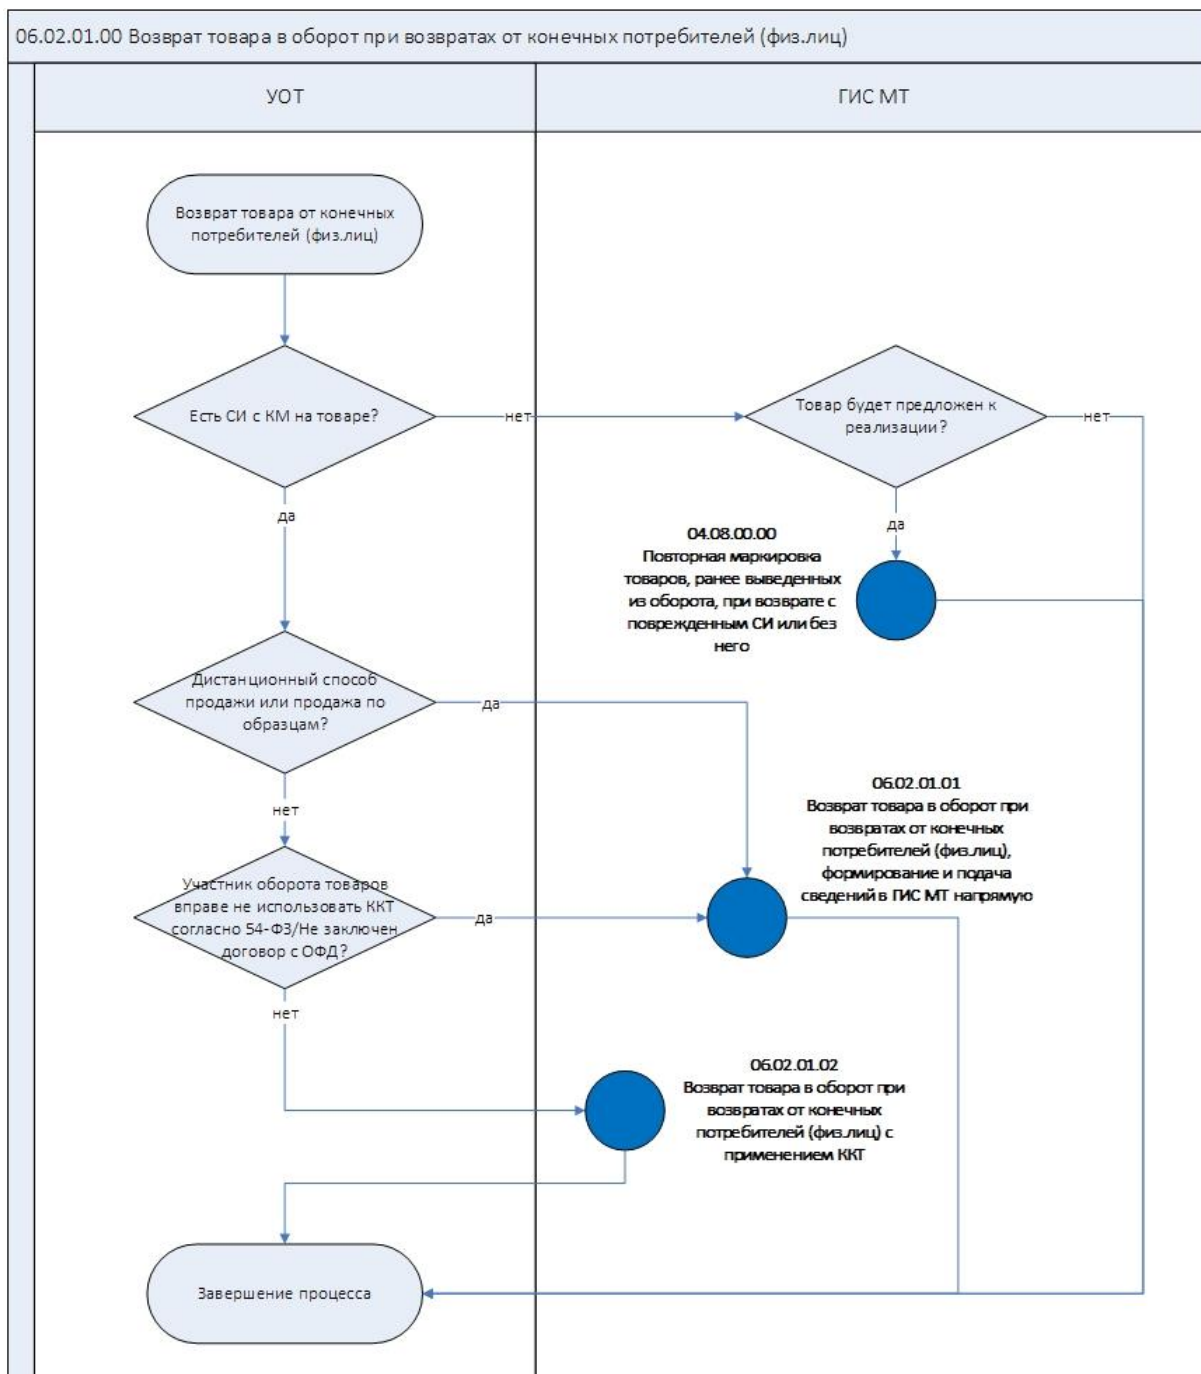 06.02.01.00 Возврат товара в оборот при возвратах от конечных потребителей (физ.лиц)
УОТ
ГИС МТ
Возврат товара от конечных
потребителей (физ.лиц)
Есть СИ с КМ на товаре?
нет
Товар будет предложен к
реализации?
нет
да
да
04.08.00.00
Повторная маркировка
товаров, ранее выведенных
из оборота, при возврате с
поврежденным СИ или без
него
Дистанционный способ
продажи или продажа по
образцам?
да
нет
06.02.01.01
Возврат товара в оборот при
возвратах от конечных
потребителей (физ.лиц),
формирование и подача
сведений в ГИС МТ напрямую
Участник оборота товаров
вправе не использовать ККТ
согласно 54-ФЗ/Не заключен
договор с ОФД?
да
нет
06.02.01.02
Возврат товара в оборот при
возвратах от конечных
потребителей (физ.лиц) с
применением ККТ
Завершение процесса